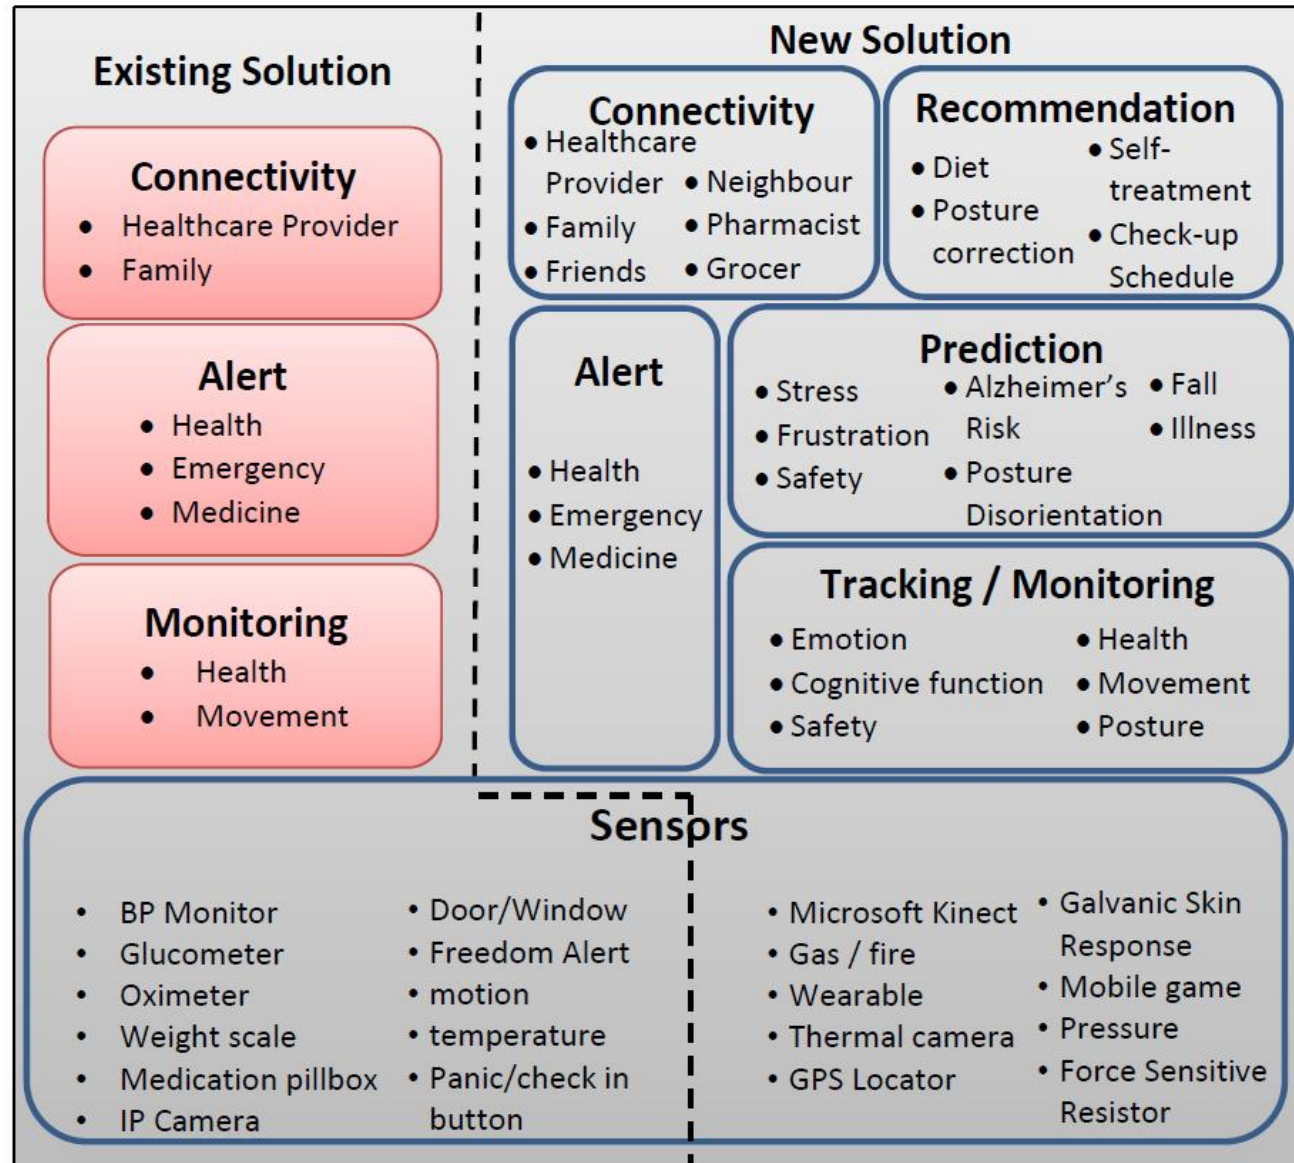 Existing Solution
Connectivity
● Healthcare Provider
● Family
Alert
● Health
● Emergency
● Medicine
Monitoring
● Health
● Movement
New Solution
Connectivity
● Healthcare
Provider
● Family
● Friends
● Neighbour
● Pharmacist
● Grocer
Recommendation
● Diet
● Posture
correction
● Self-
treatment
● Check-up
Schedule
Alert
● Health
● Emergency
● Medicine
Prediction
● Stress
● Frustration
● Safety
● Alzheimer’s
Risk
● Posture
Disorientation
● Fall
● Illness
Tracking / Monitoring
● Emotion
● Cognitive function
● Safety
● Health
● Movement
● Posture
Sensors
• BP Monitor
• Glucometer
• Oximeter
• Weight scale
• Medication pillbox
• IP Camera
• Door/Window
• Freedom Alert
• motion
• temperature
• Panic/check in
button
• Microsoft Kinect
• Gas / fire
• Wearable
• Thermal camera
• GPS Locator
• Galvanic Skin
Response
• Mobile game
• Pressure
• Force Sensitive
Resistor